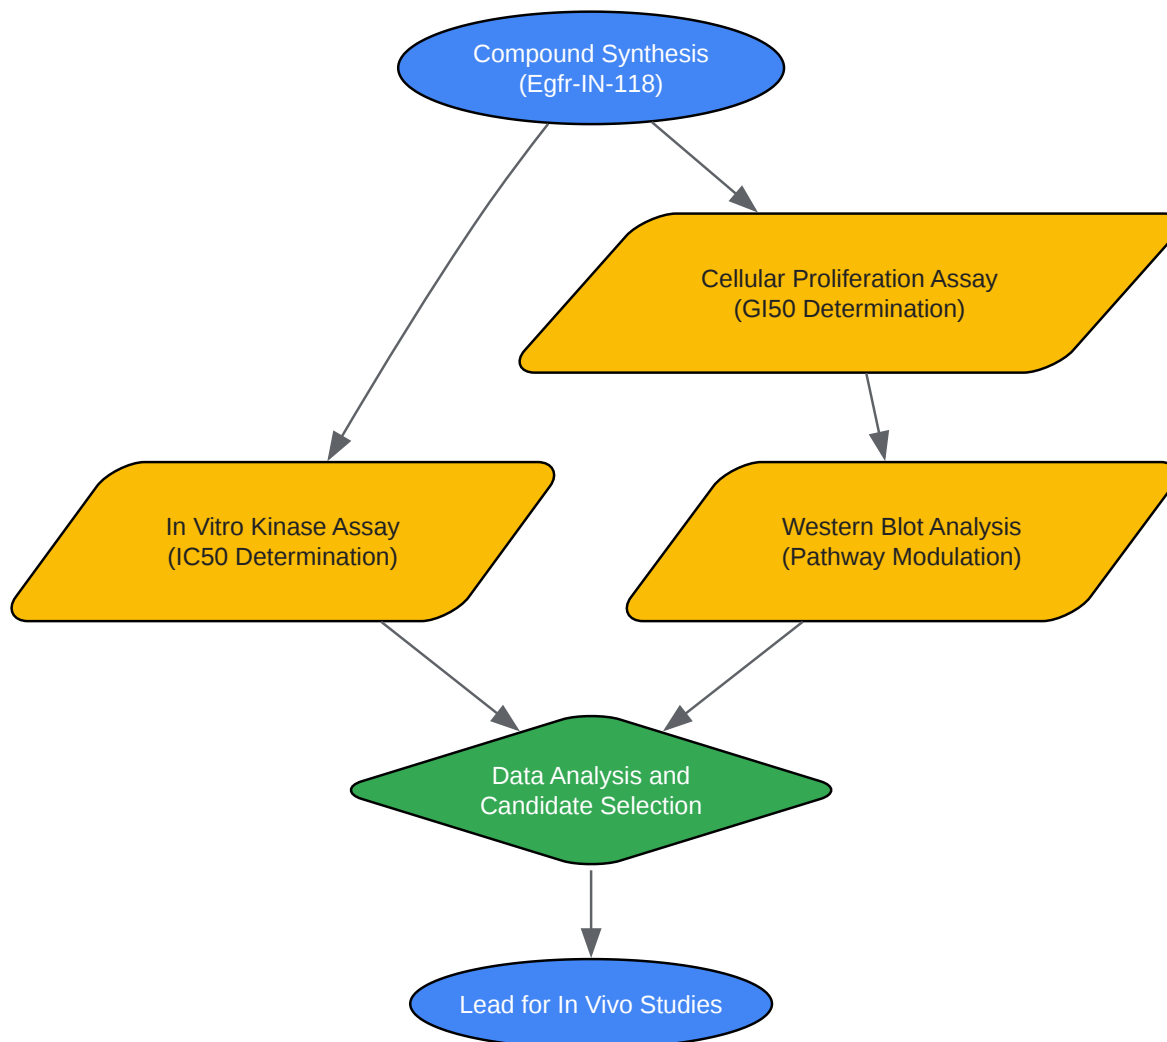 Compound Synthesis
(Egfr-IN-118)
Cellular Proliferation Assay
(GI50 Determination)
In Vitro Kinase Assay
(IC50 Determination)
Western Blot Analysis
(Pathway Modulation)
Data Analysis and
Candidate Selection
Lead for In Vivo Studies